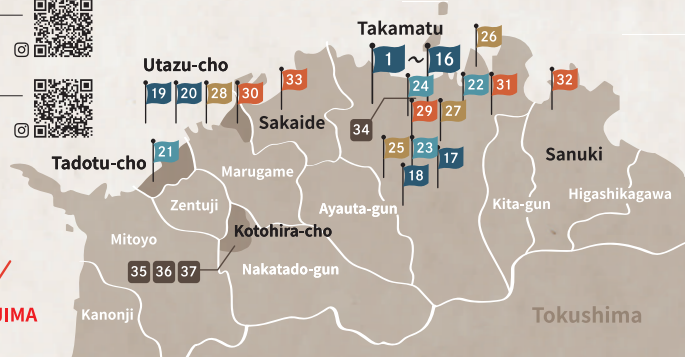 Takamatu
26
1 ~ 16
Utazu-cho
33
24
22
31
32
19
20
28
30
29
27
34
Sakaide
21
25
23
17
Tadotu-cho
Marugame
18
Sanuki
Zentuji
Ayauta-gun
Kita-gun
Higashikagawa
Mitoyo
Kotohira-cho
35 36 37
Nakatado-gun
JIMA
Kanonji
Tokushima